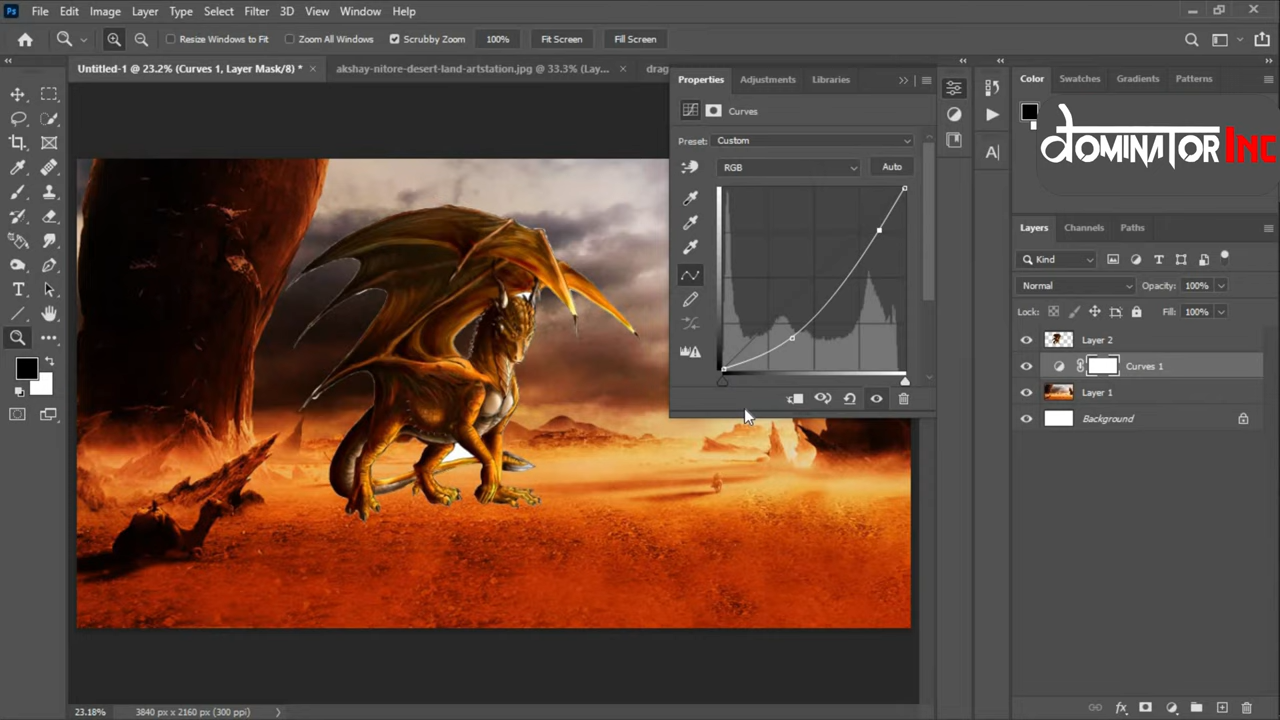 Ps File Edit Image Layer Type Select Filter 3D View Window Help
Resize Windows to Fit Zoom All Windows Scrubby Zoom 100% Fit Screen Fill Screen
Untitled-1 @ 23.2% (Curves 1, Layer Mask/8) * × akshay-nitore-desert-land-artstation.jpg @ 33.3% (Lay... × drag
Properties Adjustments Libraries
Curves
Preset: Custom
RGB Auto
Color Swatches Gradients Patterns
dOMINATOR Inc
Layers Channels Paths
Kind
Normal Opacity: 100%
Lock: Fill: 100%
Layer 2
Curves 1
Layer 1
Background
23.18% 3840 px x 2160 px (300 ppi)